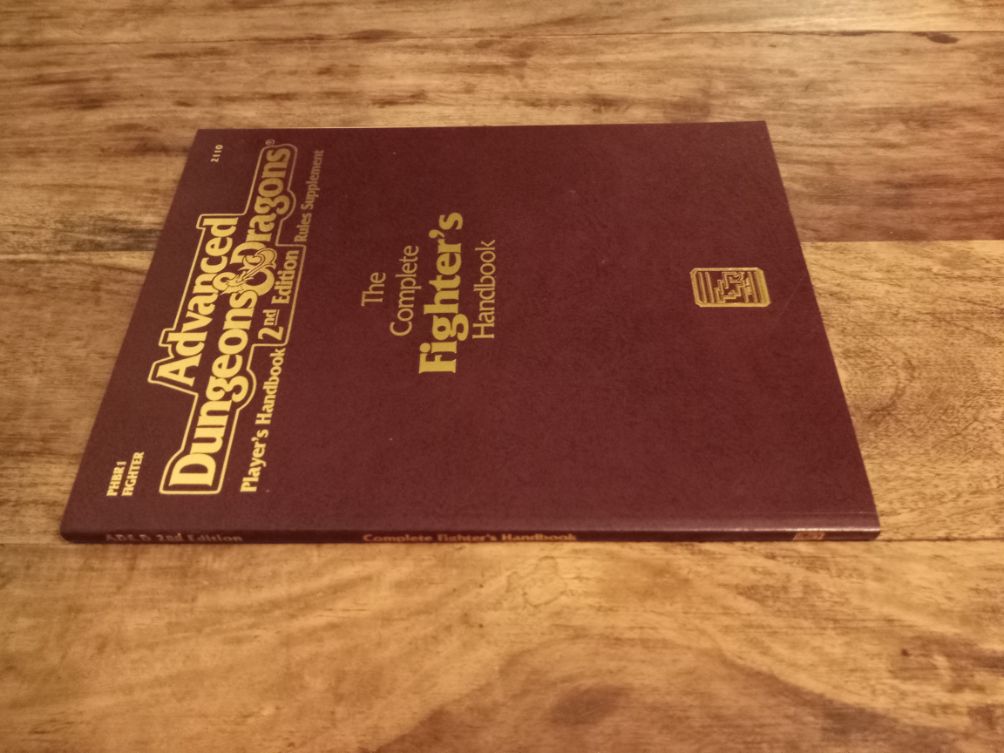 PHBR1
FIGHTER
2110
Advanced
Dungeons & Dragons®
Player's Handbook 2nd Edition Rules Supplement
The
Complete
Fighter's
Handbook
TSR
AD&D 2nd Edition
Complete Fighter's Handbook